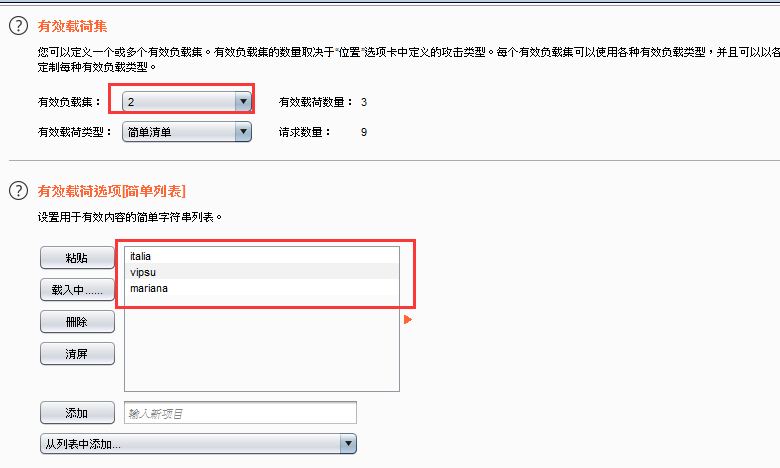 有效载荷集
您可以定义一个或多个有效负载集。有效负载集的数量取决于"位置"选项卡中定义的攻击类型。每个有效负载集可以使用各种有效负载类型，并且可以以各
定制每种有效负载类型。
有效负载集： 2 有效载荷数量： 3
有效载荷类型： 简单清单 请求数量： 9
有效载荷选项[简单列表]
设置用于有效内容的简单字符串列表。
粘贴 italia
vipsu
载入中...... mariana
删除
清屏
添加 输入新项目
从列表中添加...